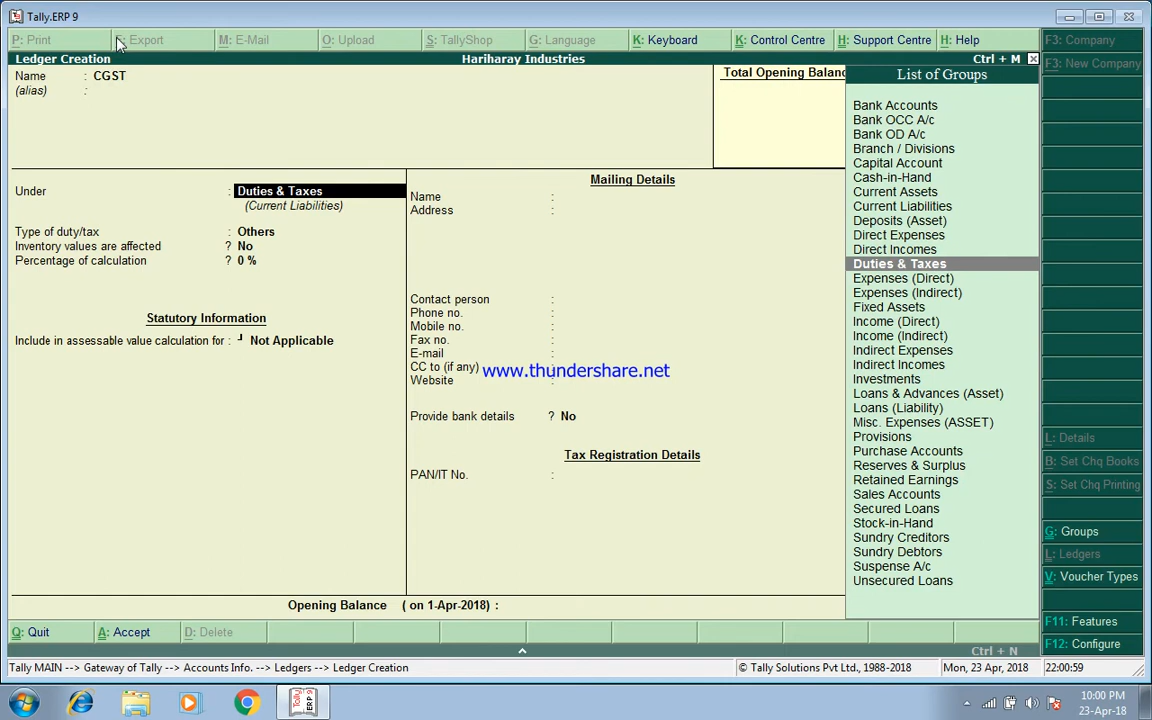 Tally.ERP 9
P: Print
E: Export
M: E-Mail
O: Upload
S: TallyShop
G: Language
K: Keyboard
K: Control Centre
H: Support Centre
H: Help
F3: Company
Ledger Creation
Hariharay Industries
Ctrl + M
F3: New Company
Name : CGST
(alias) :
Total Opening Balanc
List of Groups
Bank Accounts
Bank OCC A/c
Bank OD A/c
Branch / Divisions
Capital Account
Cash-in-Hand
Current Assets
Current Liabilities
Deposits (Asset)
Direct Expenses
Direct Incomes
Duties & Taxes
Expenses (Direct)
Expenses (Indirect)
Fixed Assets
Income (Direct)
Income (Indirect)
Indirect Expenses
Indirect Incomes
Investments
Loans & Advances (Asset)
Loans (Liability)
Misc. Expenses (ASSET)
Provisions
Purchase Accounts
Reserves & Surplus
Retained Earnings
Sales Accounts
Secured Loans
Stock-in-Hand
Sundry Creditors
Sundry Debtors
Suspense A/c
Unsecured Loans
Under : Duties & Taxes
(Current Liabilities)
Type of duty/tax : Others
Inventory values are affected ? No
Percentage of calculation ? 0 %
Statutory Information
Include in assessable value calculation for : ┘ Not Applicable
Mailing Details
Name :
Address :
Contact person :
Phone no. :
Mobile no. :
Fax no. :
E-mail :
CC to (if any) :
Website :
www.thundershare.net
Provide bank details ? No
Tax Registration Details
PAN/IT No. :
Opening Balance ( on 1-Apr-2018) :
L: Details
B: Set Chq Books
S: Set Chq Printing
G: Groups
L: Ledgers
V: Voucher Types
F11: Features
F12: Configure
Q: Quit
A: Accept
D: Delete
Ctrl + N
Tally MAIN --> Gateway of Tally --> Accounts Info. --> Ledgers --> Ledger Creation
© Tally Solutions Pvt Ltd., 1988-2018
Mon, 23 Apr, 2018
22:00:59
10:00 PM
23-Apr-18